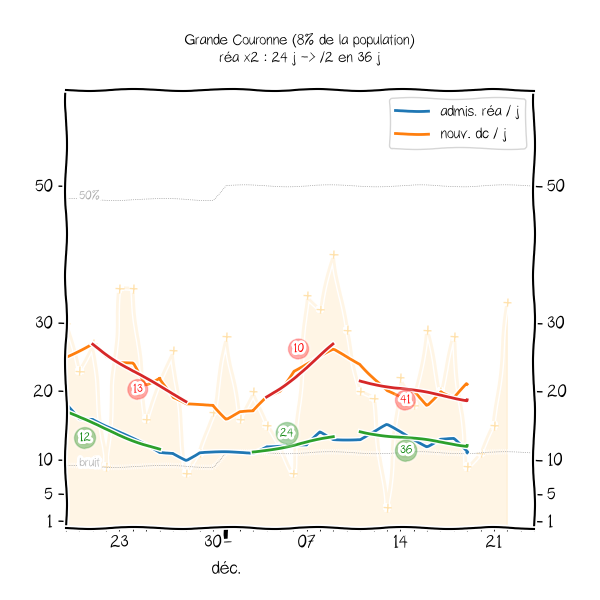 Grande Couronne (8% de la population)
réa x2 : 24 j -> /2 en 36 j
admis. réa / j
nouv. dc / j
50 50
50%
30 30
10
13
41
20 20
12
24
36
bruit
10 10
5 5
1 1
23 30 07 14 21
déc.